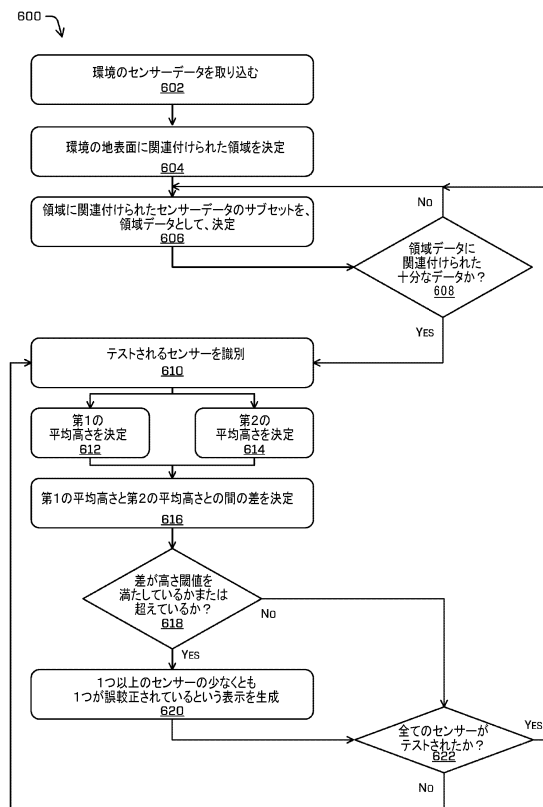 600
環境のセンサーデータを取り込む
602
環境の地表面に関連付けられた領域を決定
604
領域に関連付けられたセンサーデータのサブセットを、
領域データとして、決定
606
No
領域データに
関連付けられた
十分なデータか？
608
YES
テストされるセンサーを識別
610
第1の
平均高さを決定
612
第2の
平均高さを決定
614
第1の平均高さと第2の平均高さとの間の差を決定
616
差が高さ閾値を
満たしているかまたは
超えているか？
618
No
YES
1つ以上のセンサーの少なくとも
1つが誤較正されているという表示を生成
620
全てのセンサーが
テストされたか？
622
YES
No